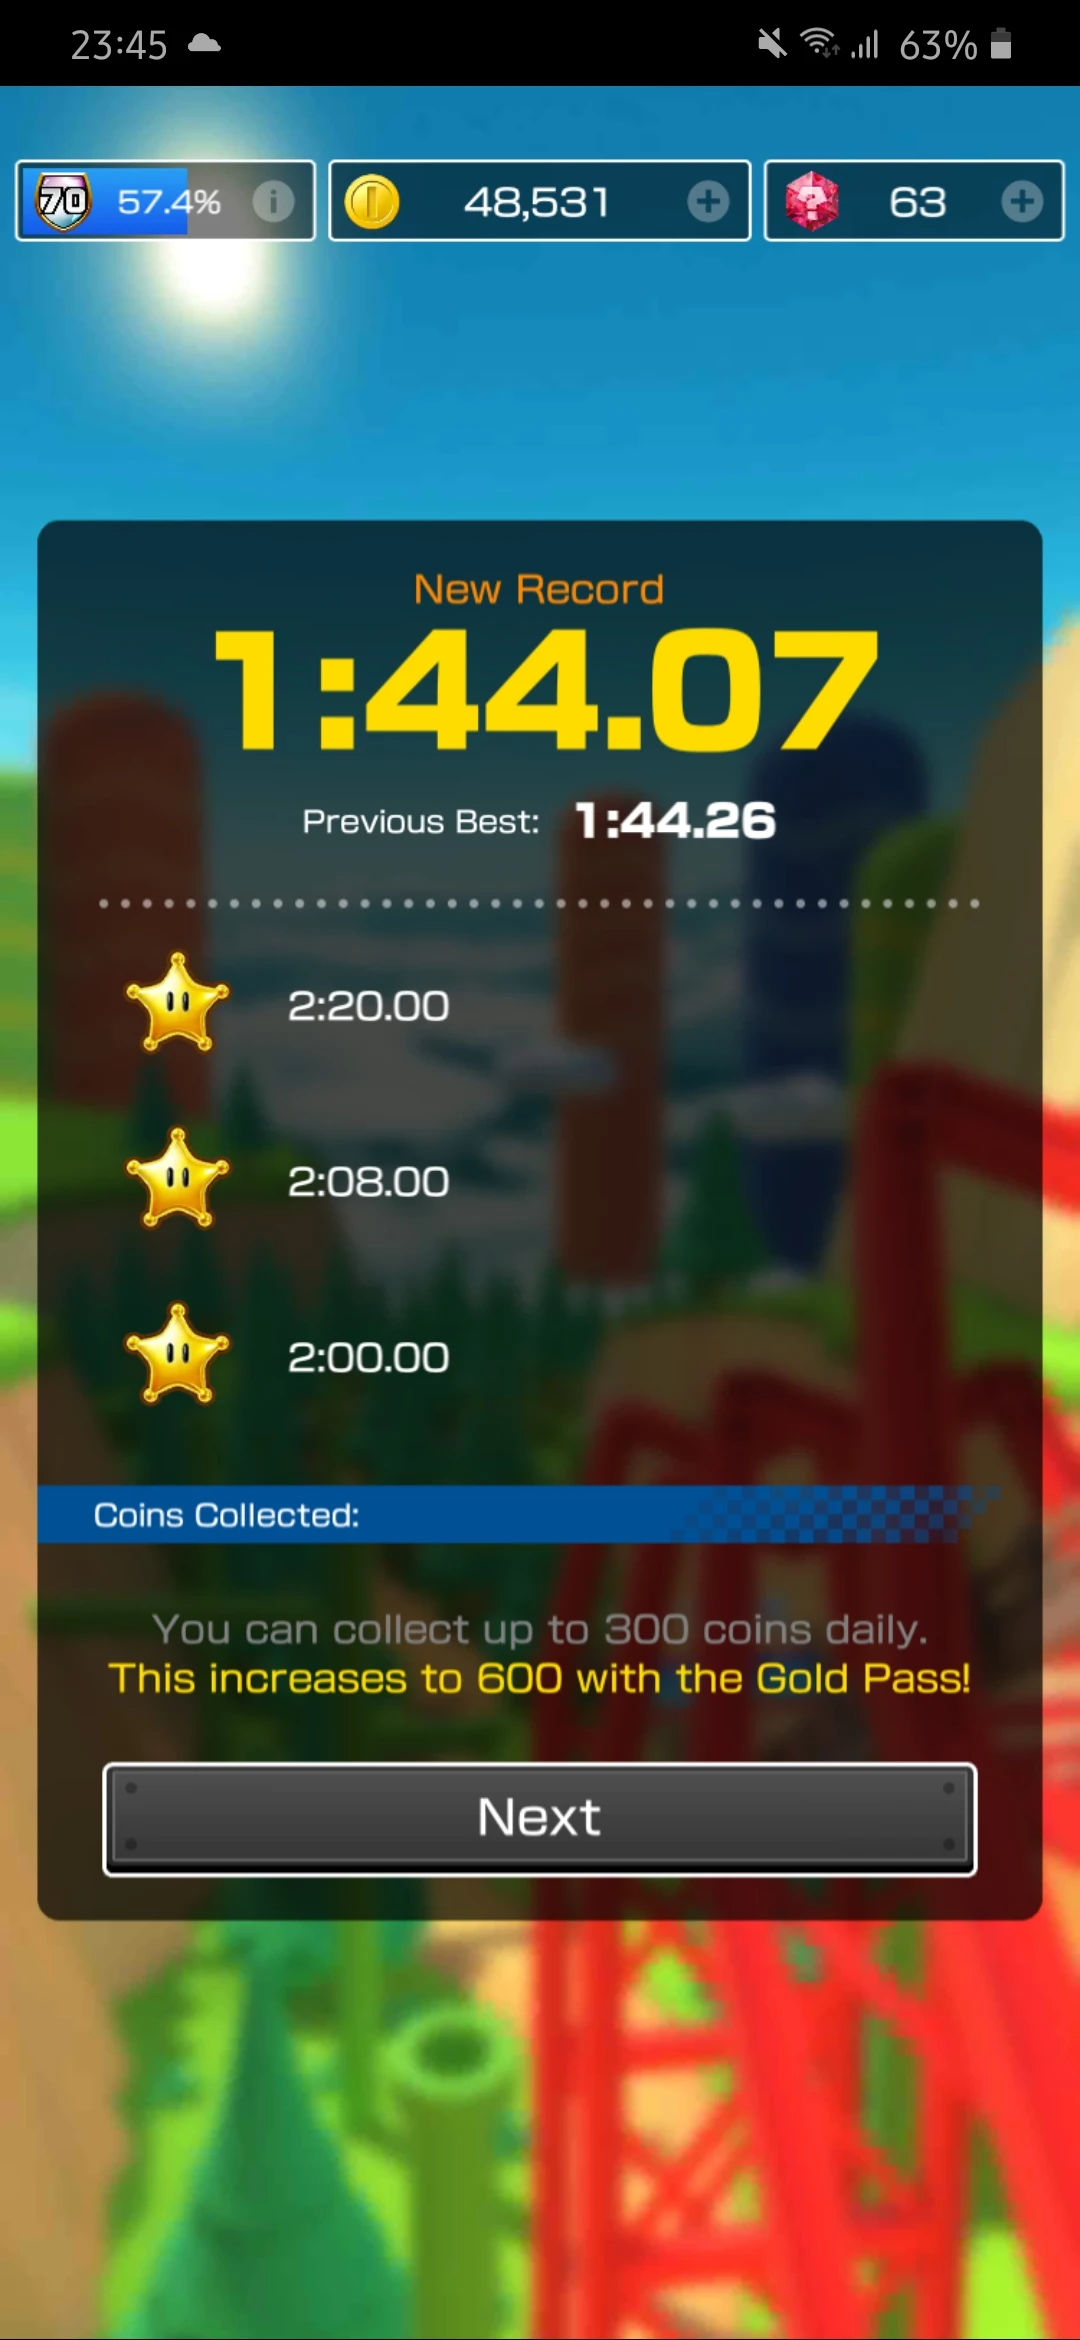 23:45 63%
70 57.4% i 48,531 + ? 63 +
New Record
1:44.07
Previous Best: 1:44.26
2:20.00
2:08.00
2:00.00
Coins Collected:
You can collect up to 300 coins daily.
This increases to 600 with the Gold Pass!
Next